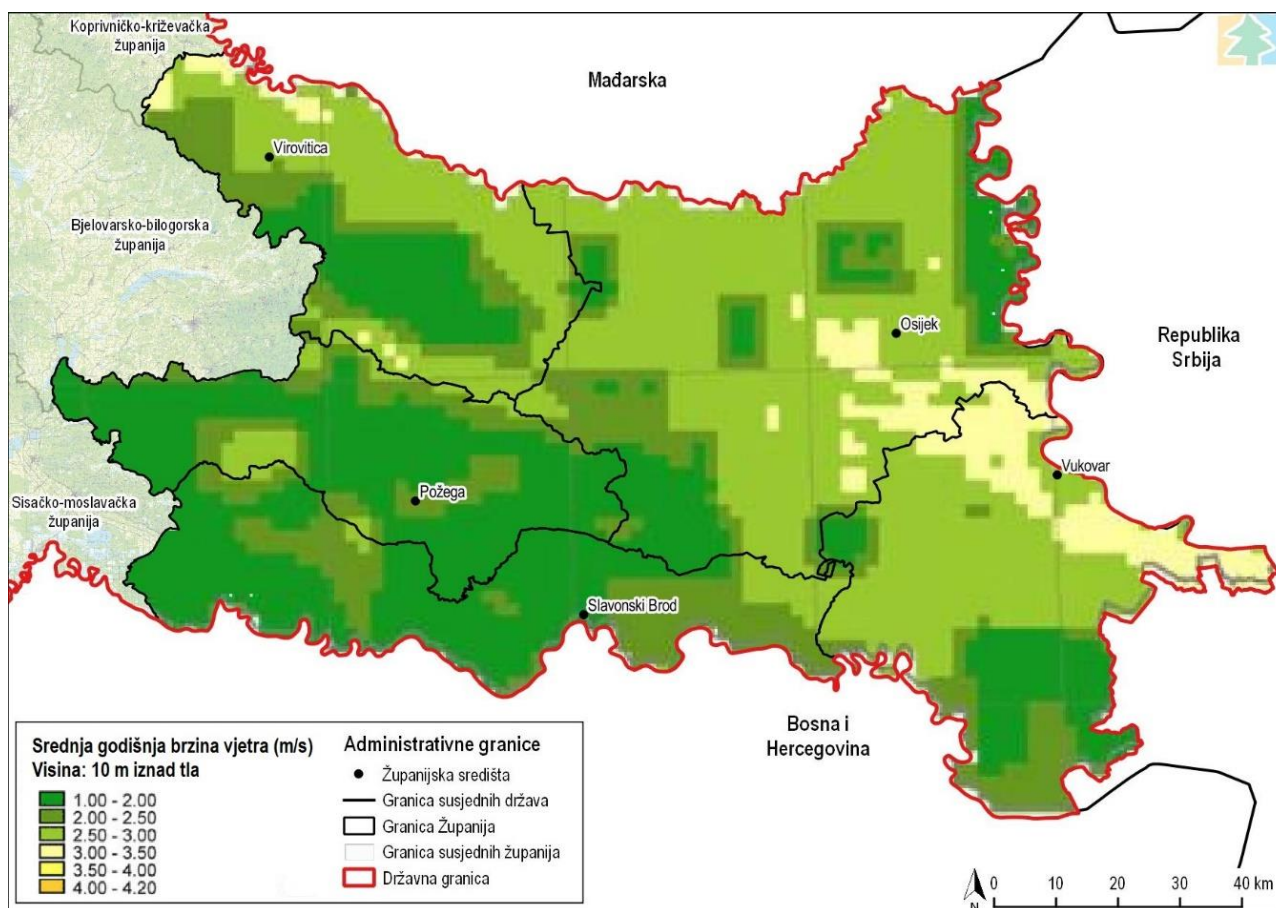 Koprivničko-križevačka
županija
Mađarska
Virovitica
Bjelovarsko-bilogorska
županija
Osijek
Republika
Srbija
Vukovar
Požega
Sisačko-moslavačka
županija
Slavonski Brod
Bosna i
Hercegovina
Srednja godišnja brzina vjetra (m/s)
Visina: 10 m iznad tla
1.00 - 2.00
2.00 - 2.50
2.50 - 3.00
3.00 - 3.50
3.50 - 4.00
4.00 - 4.20
Administrativne granice
Županijska središta
Granica susjednih država
Granica Županija
Granica susjednih županija
Državna granica
N
0 10 20 30 40 km